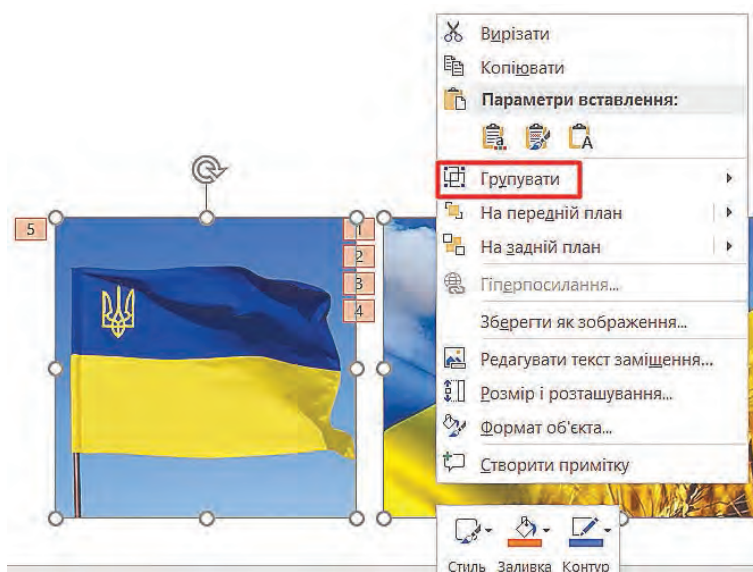 Вирізати
Копіювати
Параметри вставлення:
Групувати
На передній план
На задній план
Гіперпосилання...
Зберегти як зображення...
Редагувати текст заміщення...
Розмір і розташування...
Формат об'єкта...
Створити примітку
5
1
2
3
4
Стиль Заливка Контур